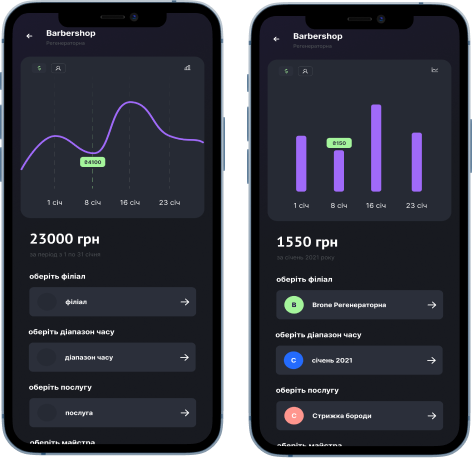 Barbershop
Регенераторна
$
₴4100
1 січ
8 січ
16 січ
23 січ
23000 грн
за період з 1 по 31 січня
оберіть філіал
філіал
оберіть діапазон часу
діапазон часу
оберіть послугу
послуга
оберіть майстра
Barbershop
Регенераторна
$
₴150
1 січ
8 січ
16 січ
23 січ
1550 грн
за січень 2021 року
оберіть філіал
B
Brone Регенераторна
оберіть діапазон часу
С
січень 2021
оберіть послугу
С
Стрижка бороди
оберіть майстра